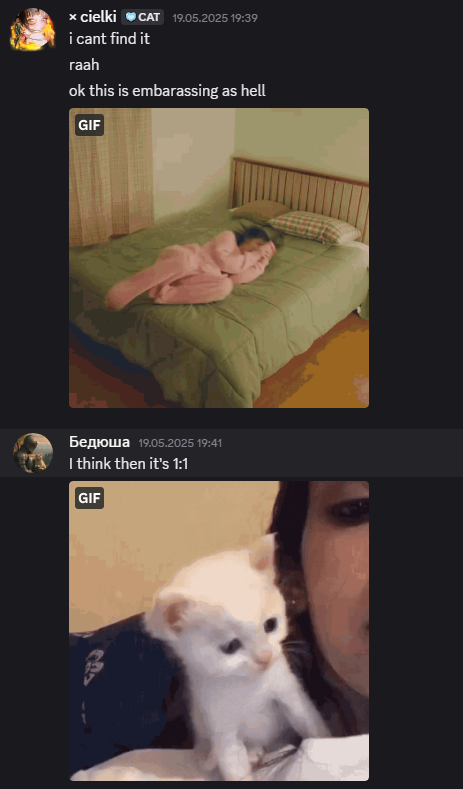 × cielki CAT 19.05.2025 19:39
i cant find it
raah
ok this is embarassing as hell
GIF
Бедюша 19.05.2025 19:41
I think then it's 1:1
GIF